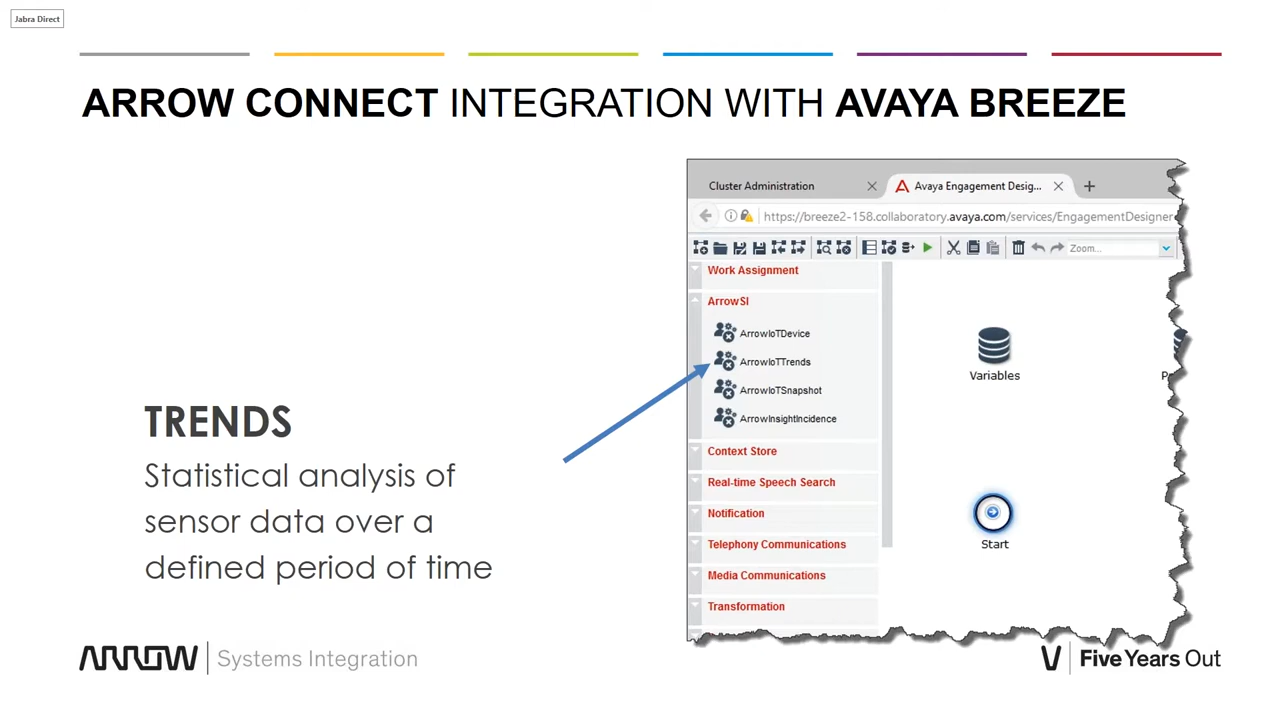 Jabra Direct
ARROW CONNECT INTEGRATION WITH AVAYA BREEZE
Cluster Administration
Avaya Engagement Desig...
https://breeze2-158.collaboratory.avaya.com/services/EngagementDesigner
Zoom...
Work Assignment
ArrowSI
ArrowIoTDevice
ArrowIoTTrends
ArrowIoTSnapshot
ArrowInsightIncidence
Context Store
Real-time Speech Search
Notification
Telephony Communications
Media Communications
Transformation
Variables
Start
TRENDS
Statistical analysis of
sensor data over a
defined period of time
ARROW Systems Integration
Five Years Out